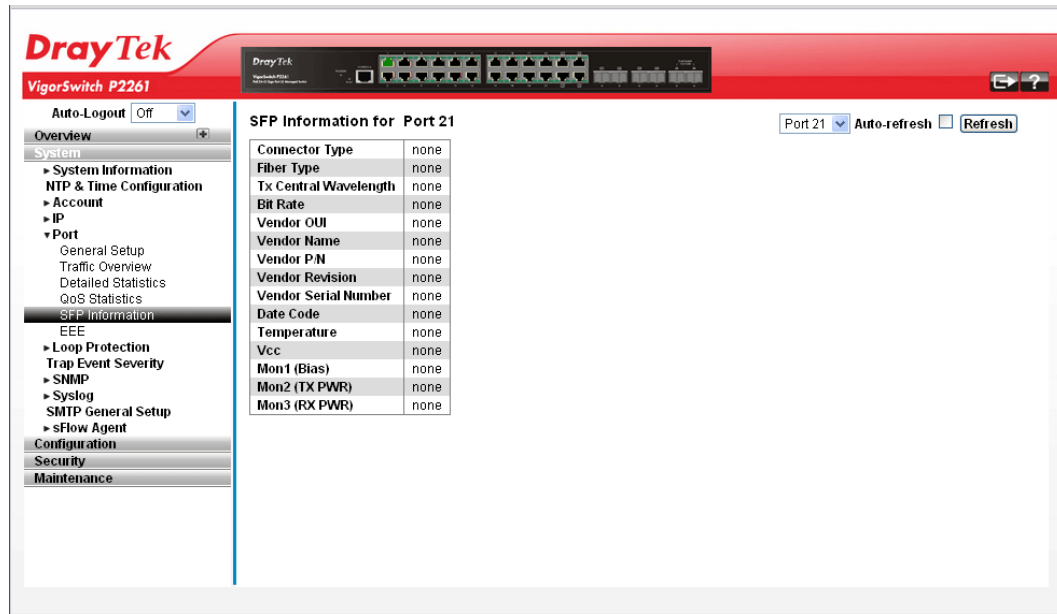 DrayTek
VigorSwitch P2261
DrayTek
VigorSwitch P2261
Auto-Logout Off
Overview
System
System Information
NTP & Time Configuration
Account
IP
Port
General Setup
Traffic Overview
Detailed Statistics
QoS Statistics
SFP Information
EEE
Loop Protection
Trap Event Severity
SNMP
Syslog
SMTP General Setup
sFlow Agent
Configuration
Security
Maintenance
SFP Information for Port 21
Port 21 Auto-refresh Refresh
Connector Type none
Fiber Type none
Tx Central Wavelength none
Bit Rate none
Vendor OUI none
Vendor Name none
Vendor P/N none
Vendor Revision none
Vendor Serial Number none
Date Code none
Temperature none
Vcc none
Mon1 (Bias) none
Mon2 (TX PWR) none
Mon3 (RX PWR) none